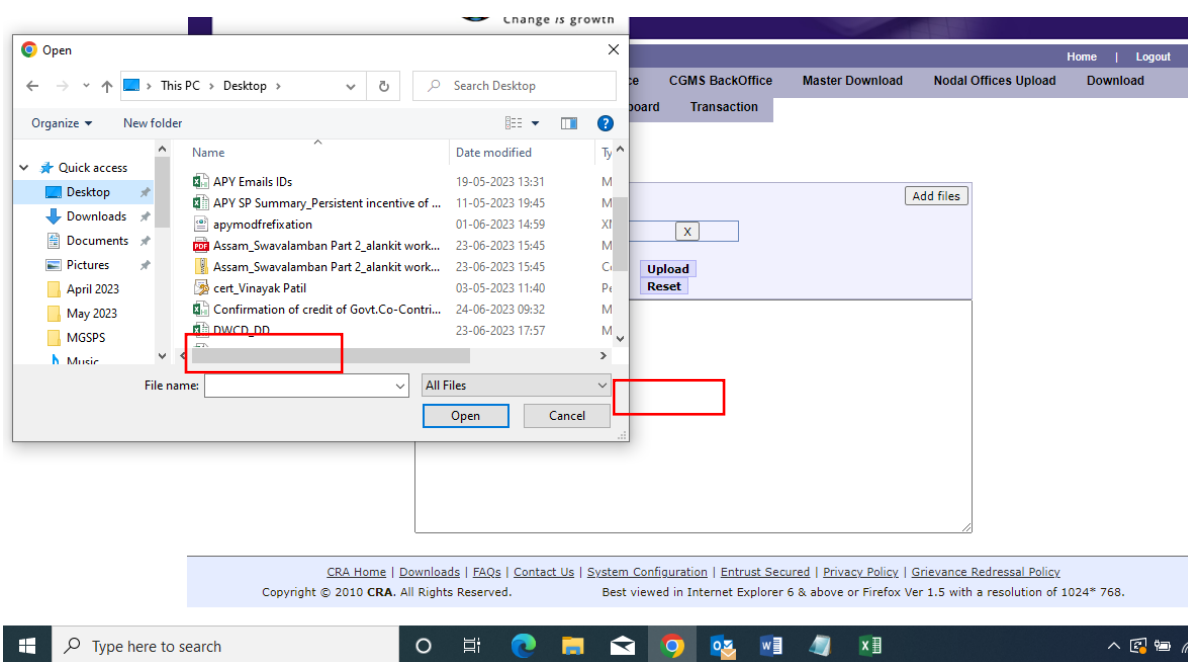 Change is growth
Open
Home | Logout
CGMS BackOffice Master Download Nodal Offices Upload Download
This PC > Desktop >
Search Desktop
Transaction
Organize
New folder
Name Date modified
Quick access
APY Emails IDs 19-05-2023 13:31
Desktop
Add files
APY SP Summary_Persistent incentive of ... 11-05-2023 19:45
Downloads
apymodfrefixation 01-06-2023 14:59
X
Documents
Assam_Swavalamban Part 2_alankit work... 23-06-2023 15:45
Pictures
Assam_Swavalamban Part 2_alankit work... 23-06-2023 15:45
Upload
April 2023
cert_Vinayak Patil 03-05-2023 11:40
Reset
May 2023
Confirmation of credit of Govt.Co-Contri... 24-06-2023 09:32
MGSPS
DWCD_DD 23-06-2023 17:57
Music
File name:
All Files
Open
Cancel
CRA Home | Downloads | FAQs | Contact Us | System Configuration | Entrust Secured | Privacy Policy | Grievance Redressal Policy
Copyright © 2010 CRA. All Rights Reserved. Best viewed in Internet Explorer 6 & above or Firefox Ver 1.5 with a resolution of 1024* 768.
Type here to search